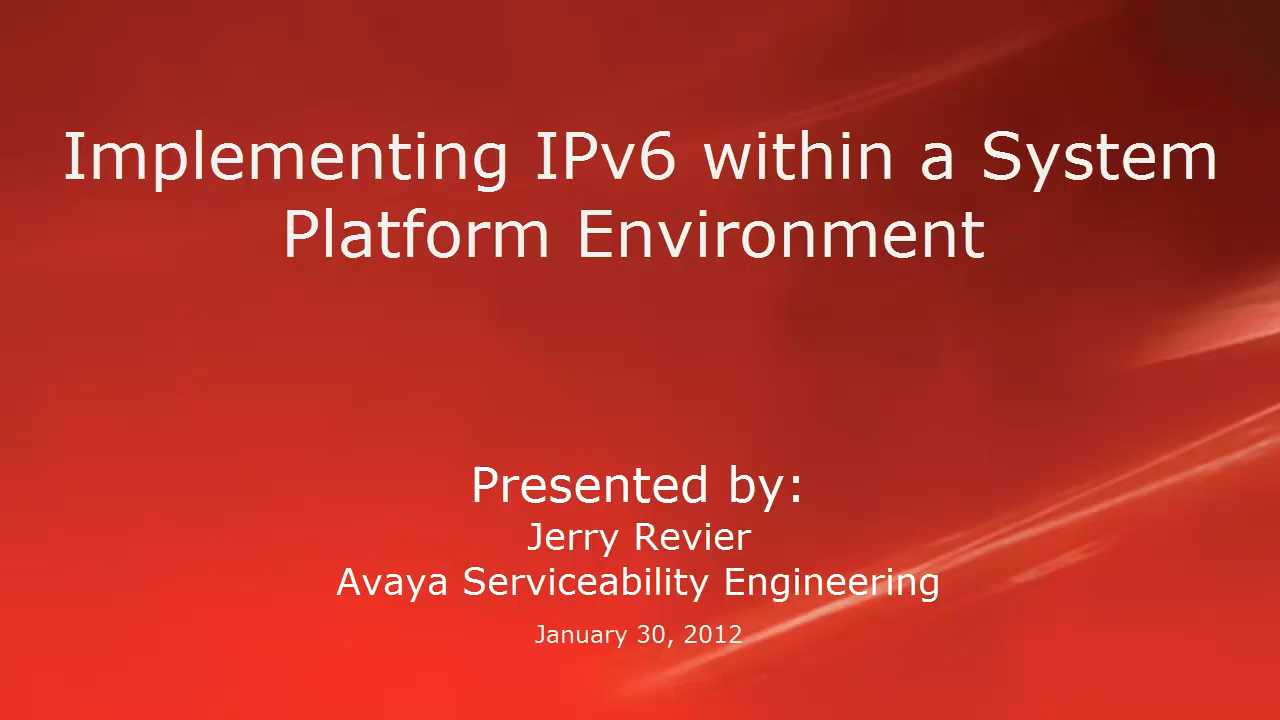 Implementing IPv6 within a System
Platform Environment
Presented by:
Jerry Revier
Avaya Serviceability Engineering
January 30, 2012